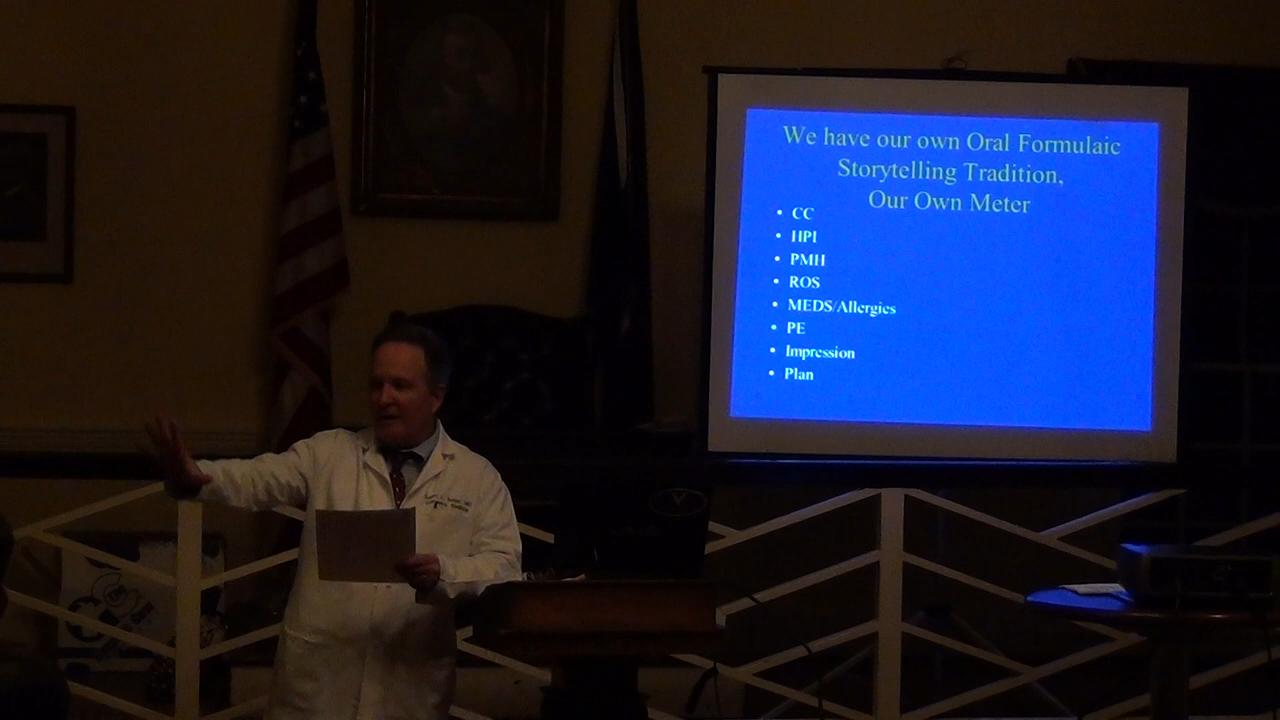 We have our own Oral Formulaic
Storytelling Tradition,
Our Own Meter
• CC
• HPI
• PMH
• ROS
• MEDS/Allergies
• PE
• Impression
• Plan